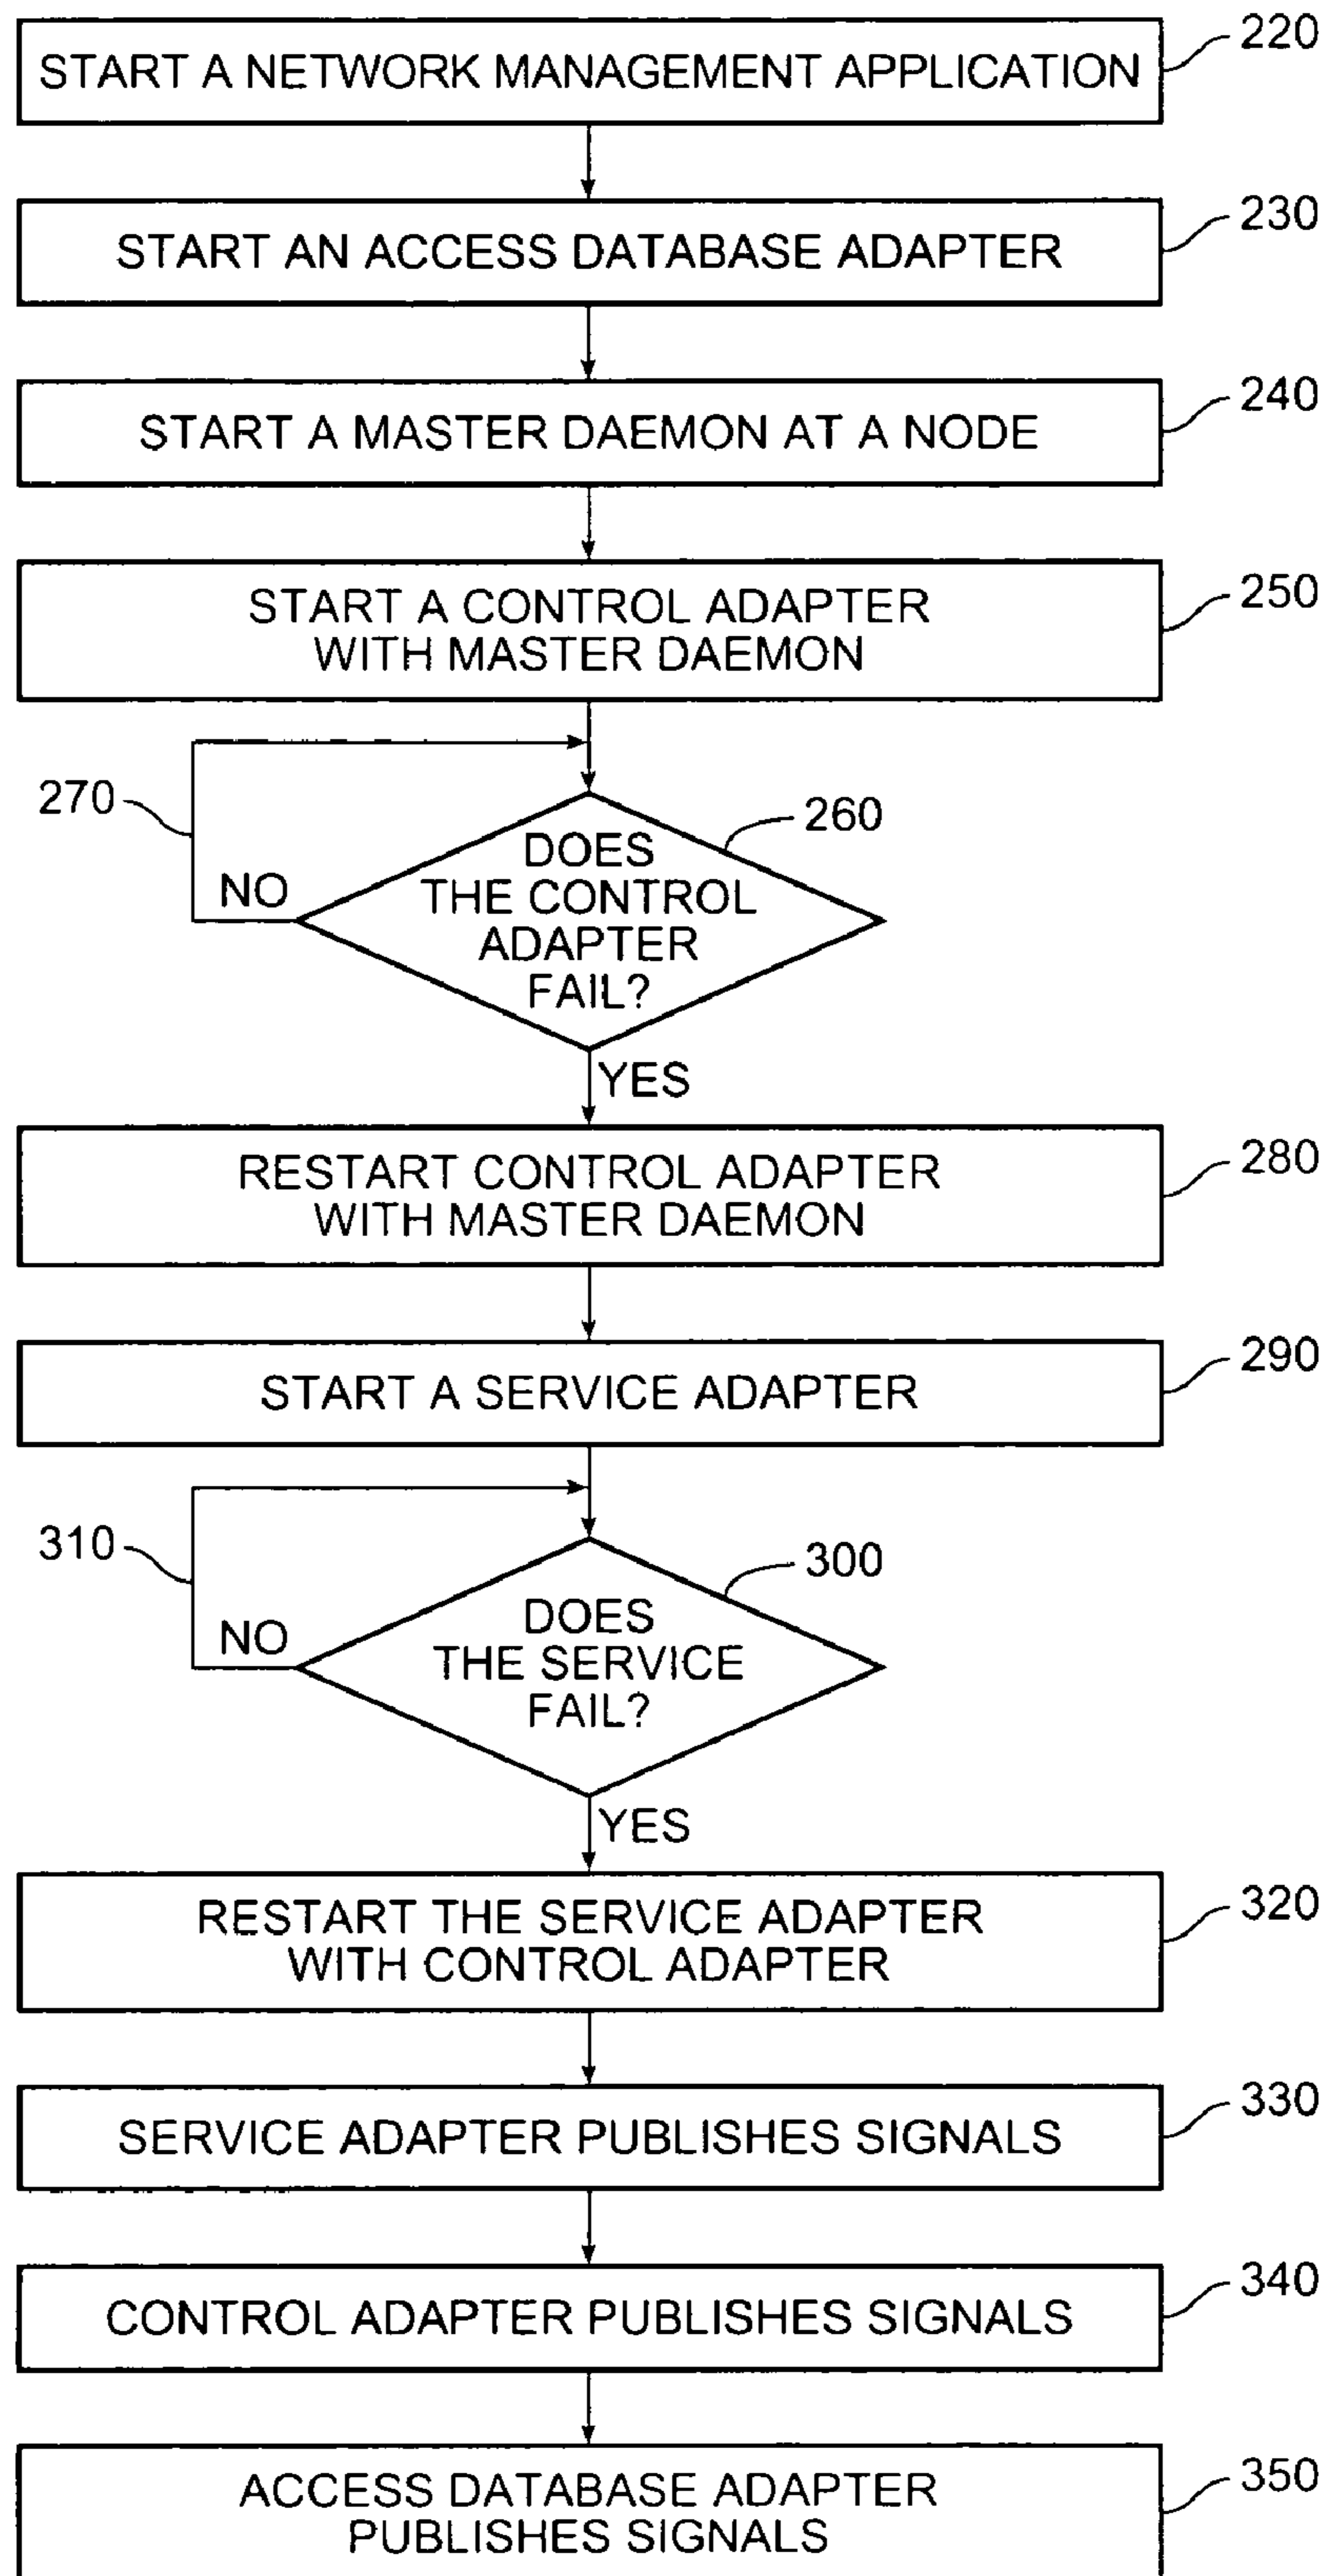 START A NETWORK MANAGEMENT APPLICATION
220
START AN ACCESS DATABASE ADAPTER
230
START A MASTER DAEMON AT A NODE
240
START A CONTROL ADAPTER
WITH MASTER DAEMON
250
270
NO
DOES
THE CONTROL
ADAPTER
FAIL?
260
YES
RESTART CONTROL ADAPTER
WITH MASTER DAEMON
280
START A SERVICE ADAPTER
290
310
NO
DOES
THE SERVICE
FAIL?
300
YES
RESTART THE SERVICE ADAPTER
WITH CONTROL ADAPTER
320
SERVICE ADAPTER PUBLISHES SIGNALS
330
CONTROL ADAPTER PUBLISHES SIGNALS
340
ACCESS DATABASE ADAPTER
PUBLISHES SIGNALS
350